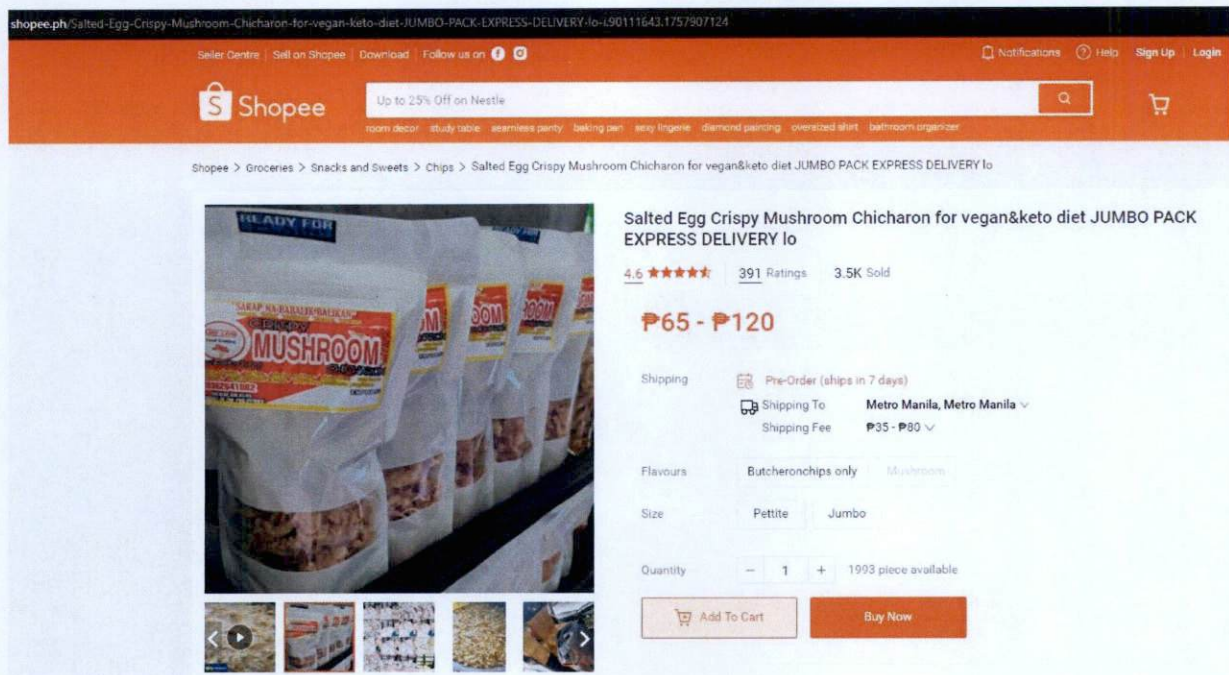 shopee.ph/Salted-Egg-Crispy-Mushroom-Chicharon-for-vegan-keto-diet-JUMBO-PACK-EXPRESS-DELIVERY-lo-i.90111643.1757907124
Seller Centre Sell on Shopee Download Follow us on
Notifications Help Sign Up Login
Shopee
Up to 25% Off on Nestle
room decor study table seamless panty baking pan sexy lingerie diamond painting oversized shirt bathroom organizer
Shopee > Groceries > Snacks and Sweets > Chips > Salted Egg Crispy Mushroom Chicharon for vegan&keto diet JUMBO PACK EXPRESS DELIVERY lo
READY FOR
SARAP NA BABALIK-BALIKAN
CRISPY
MUSHROOM
Salted Egg Crispy Mushroom Chicharon for vegan&keto diet JUMBO PACK
EXPRESS DELIVERY lo
4.6 391 Ratings 3.5K Sold
₱65 - ₱120
Shipping Pre-Order (ships in 7 days)
Shipping To Metro Manila, Metro Manila
Shipping Fee ₱35 - ₱80
Flavours Butcheronchips only Mushroom
Size Pettite Jumbo
Quantity − 1 + 1993 piece available
Add To Cart Buy Now